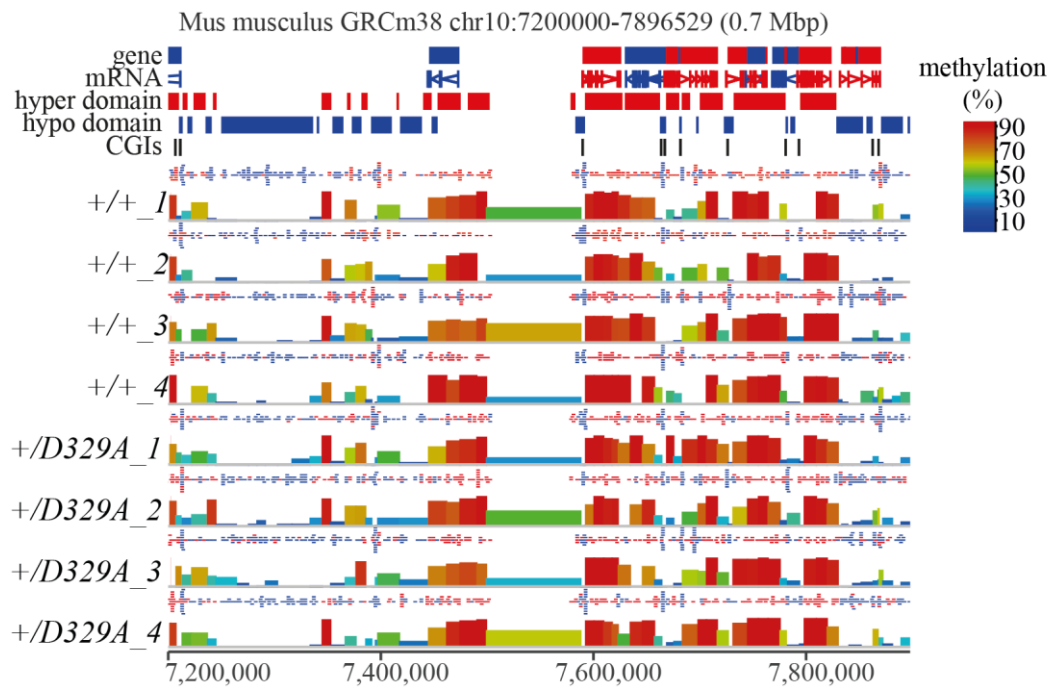 Mus musculus GRCm38 chr10:7200000-7896529 (0.7 Mbp)
gene
mRNA
hyper domain
hypo domain
CGIs
methylation
(%)
90
70
50
30
10
+/+_1
+/+_2
+/+_3
+/+_4
+/D329A_1
+/D329A_2
+/D329A_3
+/D329A_4
7,200,000
7,400,000
7,600,000
7,800,000